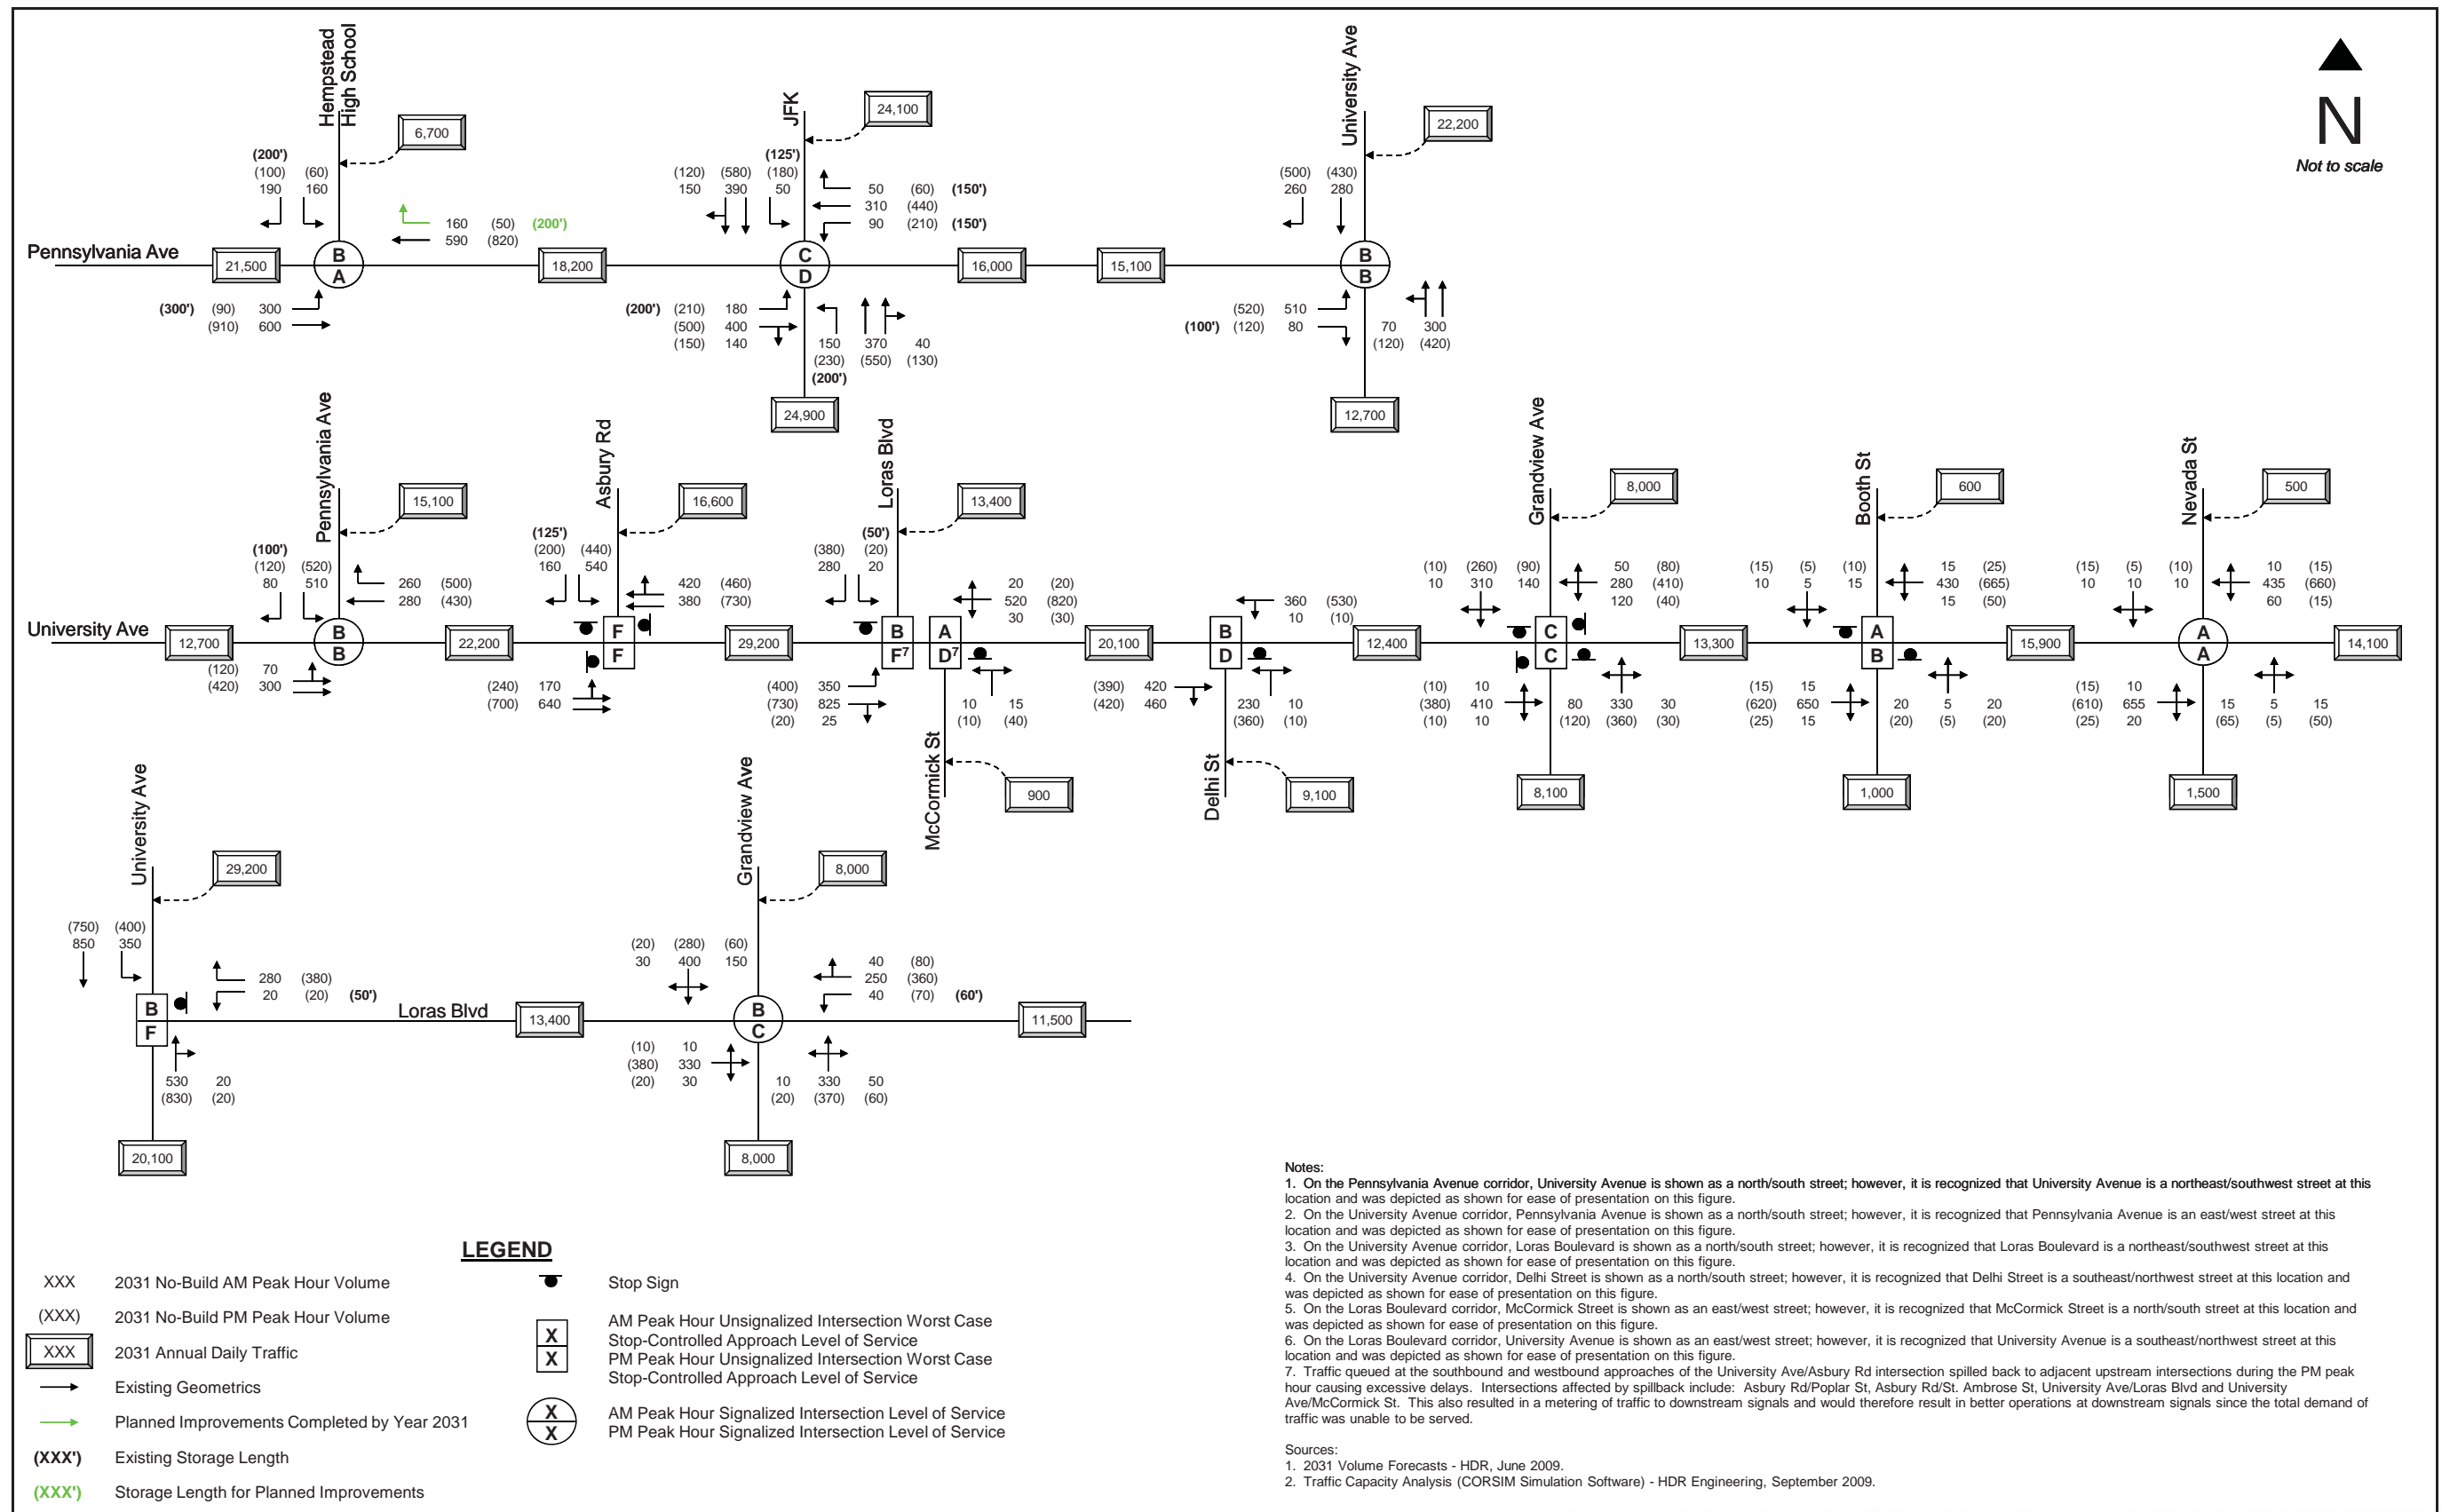 Hempstead
High School
6,700
(200')
(100) (60)
190 160
160 (50) (200')
590 (820)
Pennsylvania Ave
21,500
B
A
18,200
(300') (90) 300
(910) 600
JFK
24,100
(125')
(120) (580) (180)
150 390 50
50 (60) (150')
310 (440)
90 (210) (150')
C
D
16,000
15,100
(200') (210) 180
(500) 400
(150) 140
150 370 40
(230) (550) (130)
(200')
24,900
University Ave
22,200
(500) (430)
260 280
B
B
(520) 510
(100') (120) 80
70 300
(120) (420)
12,700
N
Not to scale
Pennsylvania Ave
15,100
(100')
(120) (520)
80 510
260 (500)
280 (430)
University Ave
12,700
B
B
22,200
(120) 70
(420) 300
Asbury Rd
16,600
(125')
(200) (440)
160 540
420 (460)
380 (730)
F
F
29,200
(240) 170
(700) 640
Loras Blvd
13,400
(50')
(380) (20)
280 20
B
F7
(400) 350
(730) 825
(20) 25
20 (20)
520 (820)
30 (30)
A
D7
20,100
10 15
(10) (40)
McCormick St
900
360 (530)
10 (10)
B
D
12,400
(390) 420
(420) 460
230 10
(360) (10)
Delhi St
9,100
Grandview Ave
8,000
(10) (260) (90)
10 310 140
50 (80)
280 (410)
120 (40)
C
C
13,300
(10) 10
(380) 410
(10) 10
80 330 30
(120) (360) (30)
8,100
Booth St
600
(15) (5) (10)
10 5 15
15 (25)
430 (665)
15 (50)
A
B
15,900
(15) 15
(620) 650
(25) 15
20 5 20
(20) (5) (20)
1,000
Nevada St
500
(15) (5) (10)
10 10 10
10 (15)
435 (660)
60 (15)
A
A
14,100
(15) 10
(610) 655
(25) 20
15 5 15
(65) (5) (50)
1,500
University Ave
29,200
(750) (400)
850 350
280 (380)
20 (20) (50')
B
F
Loras Blvd
13,400
530 20
(830) (20)
20,100
Grandview Ave
8,000
(20) (280) (60)
30 400 150
40 (80)
250 (360)
40 (70) (60')
B
C
11,500
(10) 10
(380) 330
(20) 30
10 330 50
(20) (370) (60)
8,000
LEGEND
XXX 2031 No-Build AM Peak Hour Volume
(XXX) 2031 No-Build PM Peak Hour Volume
XXX 2031 Annual Daily Traffic
Existing Geometrics
Planned Improvements Completed by Year 2031
(XXX') Existing Storage Length
(XXX') Storage Length for Planned Improvements
Stop Sign
X
X
AM Peak Hour Unsignalized Intersection Worst Case
Stop-Controlled Approach Level of Service
PM Peak Hour Unsignalized Intersection Worst Case
Stop-Controlled Approach Level of Service
X
X
AM Peak Hour Signalized Intersection Level of Service
PM Peak Hour Signalized Intersection Level of Service
Notes:
1. On the Pennsylvania Avenue corridor, University Avenue is shown as a north/south street; however, it is recognized that University Avenue is a northeast/southwest street at this
location and was depicted as shown for ease of presentation on this figure.
2. On the University Avenue corridor, Pennsylvania Avenue is shown as a north/south street; however, it is recognized that Pennsylvania Avenue is an east/west street at this
location and was depicted as shown for ease of presentation on this figure.
3. On the University Avenue corridor, Loras Boulevard is shown as a north/south street; however, it is recognized that Loras Boulevard is a northeast/southwest street at this
location and was depicted as shown for ease of presentation on this figure.
4. On the University Avenue corridor, Delhi Street is shown as a north/south street; however, it is recognized that Delhi Street is a southeast/northwest street at this location and
was depicted as shown for ease of presentation on this figure.
5. On the Loras Boulevard corridor, McCormick Street is shown as an east/west street; however, it is recognized that McCormick Street is a north/south street at this location and
was depicted as shown for ease of presentation on this figure.
6. On the Loras Boulevard corridor, University Avenue is shown as an east/west street; however, it is recognized that University Avenue is a southeast/northwest street at this
location and was depicted as shown for ease of presentation on this figure.
7. Traffic queued at the southbound and westbound approaches of the University Ave/Asbury Rd intersection spilled back to adjacent upstream intersections during the PM peak
hour causing excessive delays. Intersections affected by spillback include: Asbury Rd/Poplar St, Asbury Rd/St. Ambrose St, University Ave/Loras Blvd and University
Ave/McCormick St. This also resulted in a metering of traffic to downstream signals and would therefore result in better operations at downstream signals since the total demand of
traffic was unable to be served.
Sources:
1. 2031 Volume Forecasts - HDR, June 2009.
2. Traffic Capacity Analysis (CORSIM Simulation Software) - HDR Engineering, September 2009.